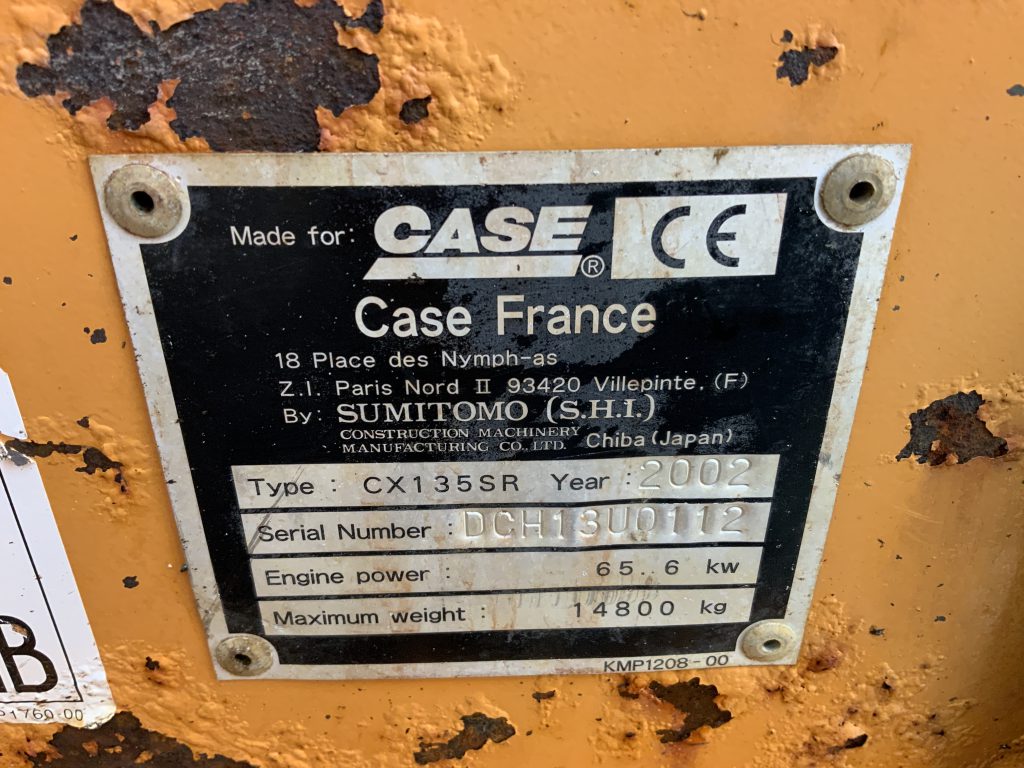 Made for: CASE ® CE
Case France
18 Place des Nymph-as
Z.I. Paris Nord II 93420 Villepinte, (F)
By: SUMITOMO (S.H.I.)
CONSTRUCTION MACHINERY
MANUFACTURING CO., LTD. Chiba (Japan)
Type : CX135SR Year : 2002
Serial Number : DCH13U0112
Engine power : 65..6 kw
Maximum weight : 14800 kg
KMP1208-00
1760-00